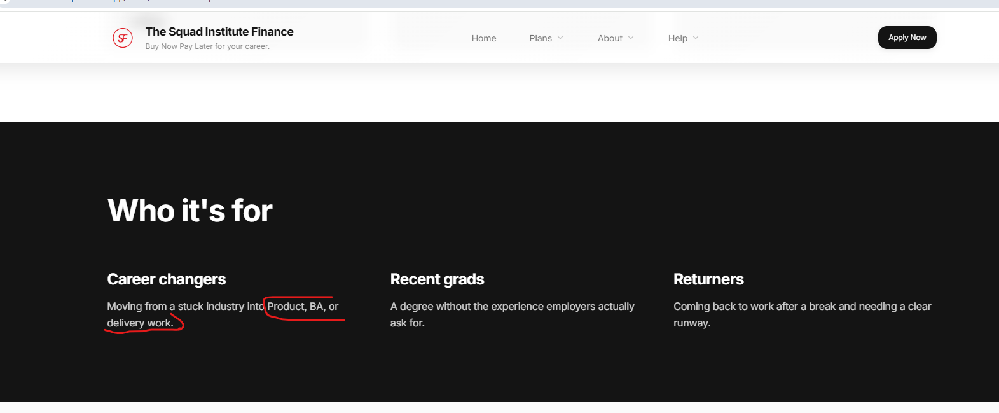 The Squad Institute Finance
Buy Now Pay Later for your career.
Home
Plans
About
Help
Apply Now
Who it's for
Career changers
Moving from a stuck industry into Product, BA, or
delivery work.
Recent grads
A degree without the experience employers actually
ask for.
Returners
Coming back to work after a break and needing a clear
runway.